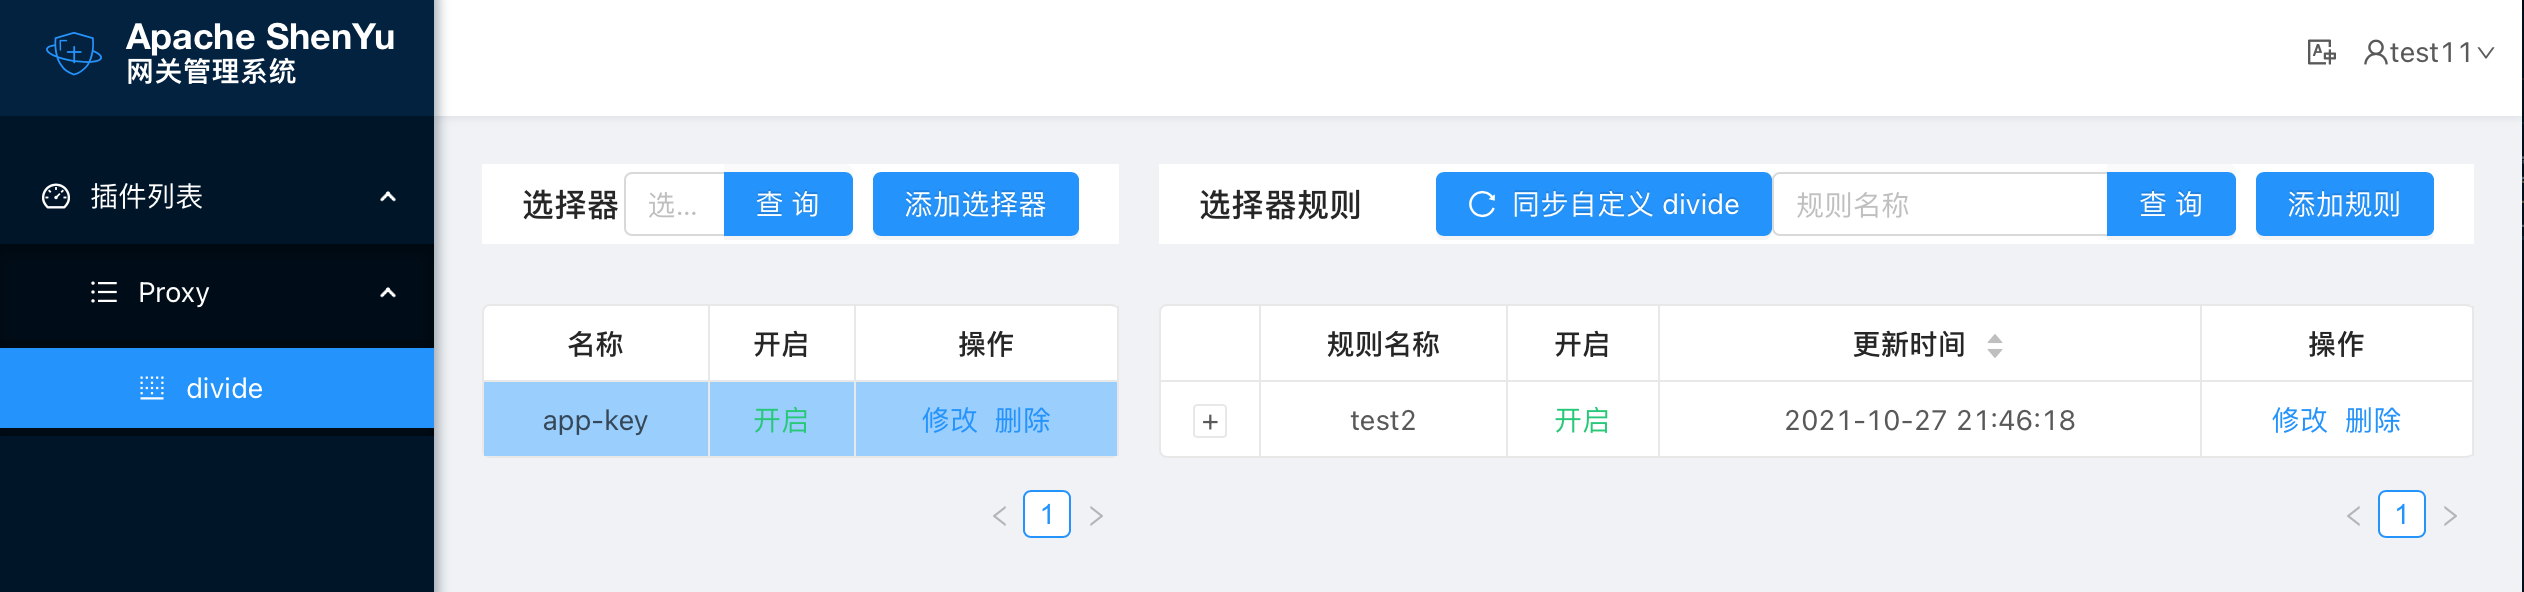 Apache ShenYu
网关管理系统
test11
插件列表
Proxy
divide
选择器 选... 查 询 添加选择器
选择器规则 同步自定义 divide 规则名称 查 询 添加规则
名称 开启 操作
app-key 开启 修改 删除
1
规则名称 开启 更新时间 操作
test2 开启 2021-10-27 21:46:18 修改 删除
1